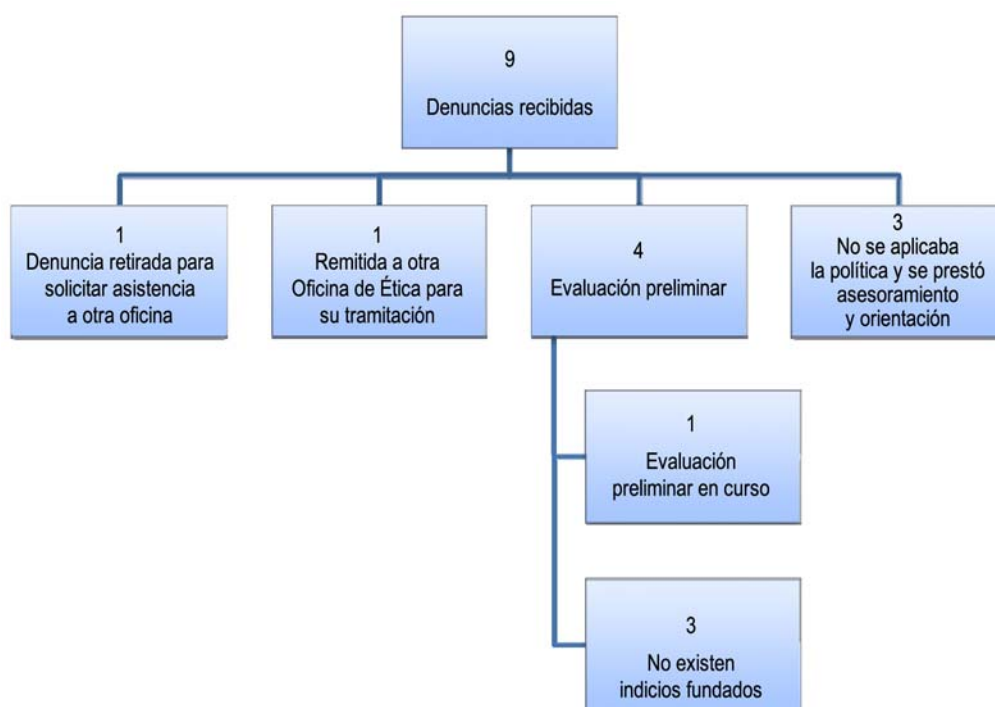 9
Denuncias recibidas
1
Denuncia retirada para
solicitar asistencia
a otra oficina
1
Remitida a otra
Oficina de Ética para
su tramitación
4
Evaluación preliminar
3
No se aplicaba
la política y se prestó
asesoramiento
y orientación
1
Evaluación
preliminar en curso
3
No existen
indicios fundados